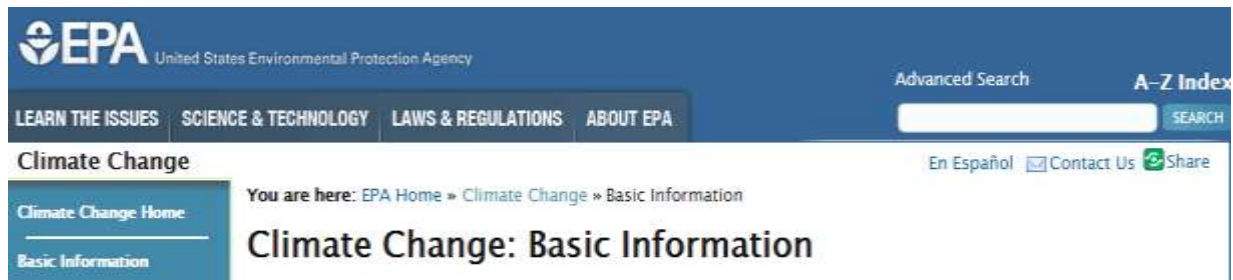 EPA United States Environmental Protection Agency
Advanced Search A-Z Index
LEARN THE ISSUES SCIENCE & TECHNOLOGY LAWS & REGULATIONS ABOUT EPA
SEARCH
Climate Change
En Español Contact Us Share
Climate Change Home
You are here: EPA Home » Climate Change » Basic Information
Climate Change: Basic Information
Basic Information